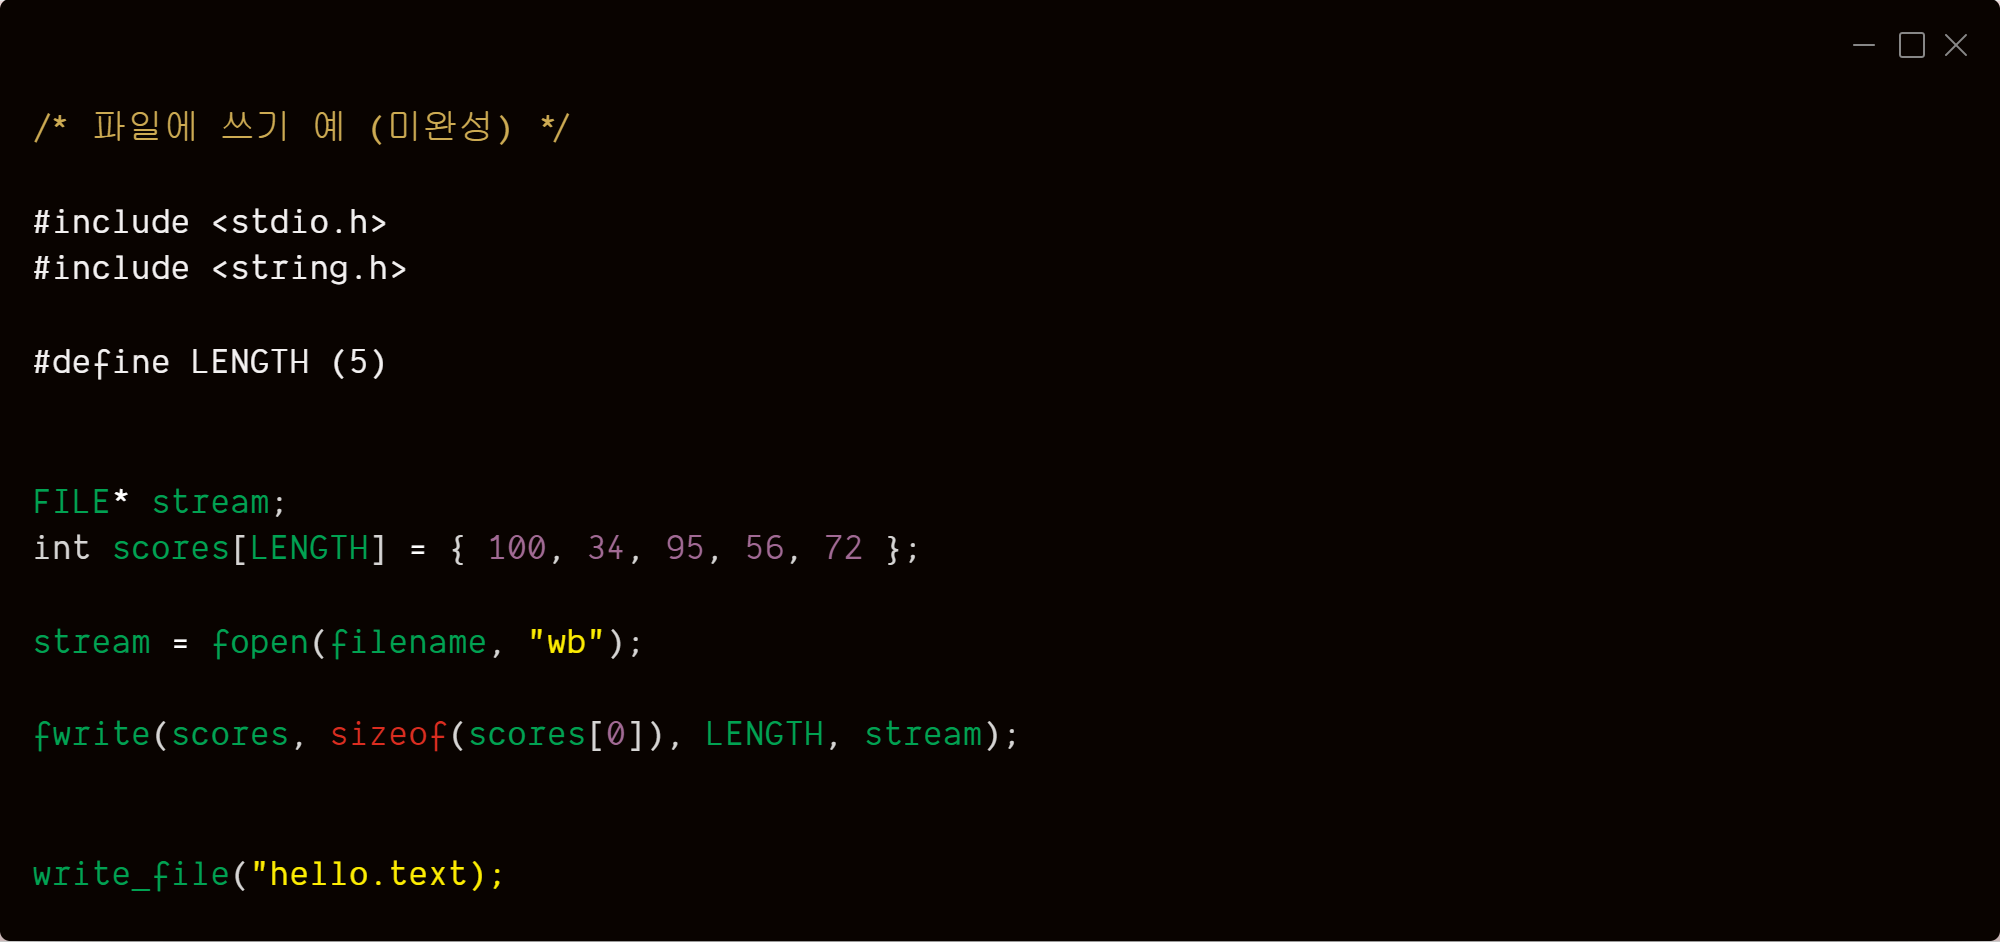 /* 파일에 쓰기 예 (미완성) */
#include <stdio.h>
#include <string.h>
#define LENGTH (5)
FILE* stream;
int scores[LENGTH] = { 100, 34, 95, 56, 72 };
stream = fopen(filename, "wb");
fwrite(scores, sizeof(scores[0]), LENGTH, stream);
write_file("hello.text);